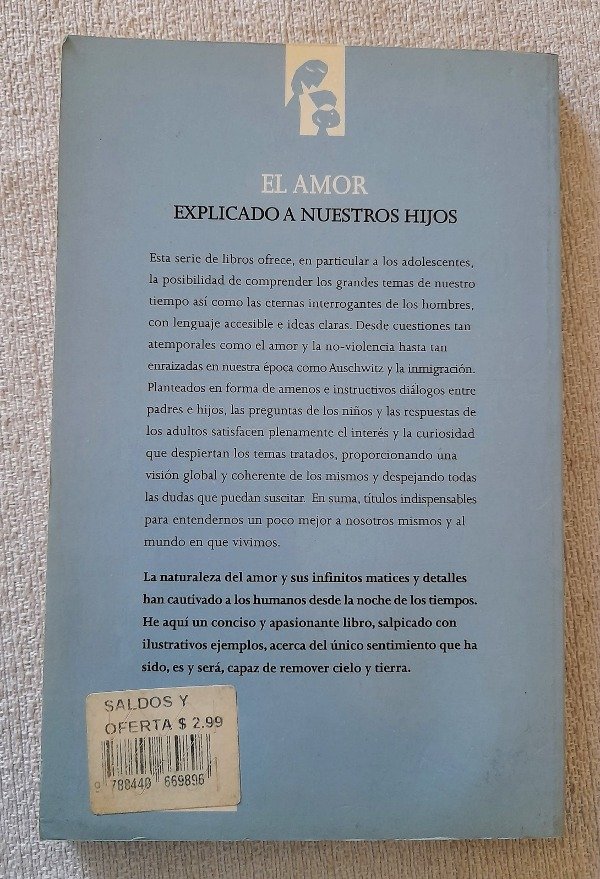 EL AMOR
EXPLICADO A NUESTROS HIJOS
Esta serie de libros ofrece, en particular a los adolescentes,
la posibilidad de comprender los grandes temas de nuestro
tiempo así como las eternas interrogantes de los hombres,
con lenguaje accesible e ideas claras. Desde cuestiones tan
atemporales como el amor y la no-violencia hasta tan
enraizadas en nuestra época como Auschwitz y la inmigración.
Planteados en forma de amenos e instructivos diálogos entre
padres e hijos, las preguntas de los niños y las respuestas de
los adultos satisfacen plenamente el interés y la curiosidad
que despiertan los temas tratados, proporcionando una
visión global y coherente de los mismos y despejando todas
las dudas que puedan suscitar. En suma, títulos indispensables
para entendernos un poco mejor a nosotros mismos y al
mundo en que vivimos.
La naturaleza del amor y sus infinitos matices y detalles
han cautivado a los humanos desde la noche de los tiempos.
He aquí un conciso y apasionante libro, salpicado con
ilustrativos ejemplos, acerca del único sentimiento que ha
sido, es y será, capaz de remover cielo y tierra.
SALDOS Y
OFERTA $ 2.99
9 788440 669896